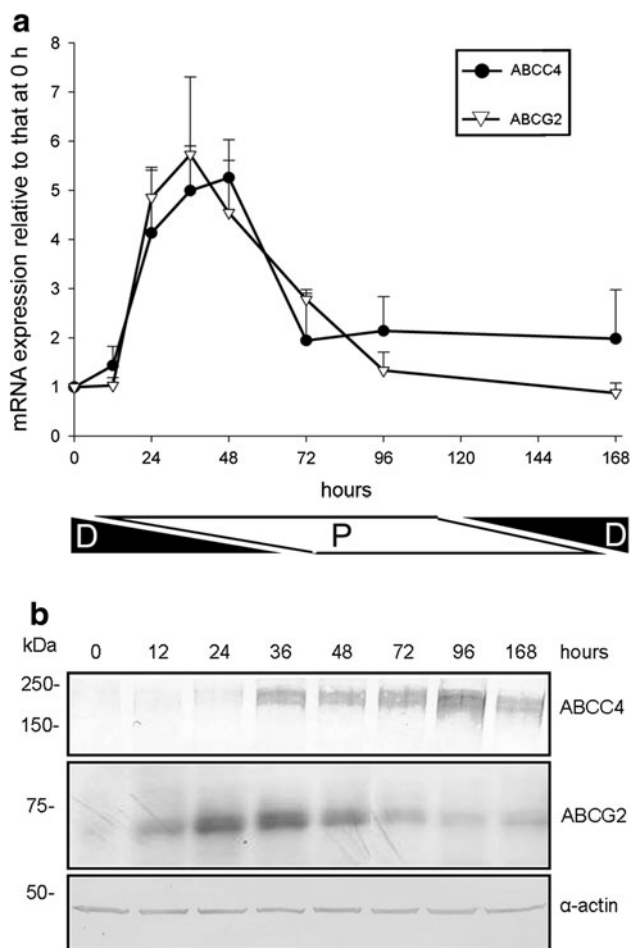 a
mRNA expression relative to that at 0 h
8
7
6
5
4
3
2
1
0
ABCC4
ABCG2
0 24 48 72 96 120 144 168
hours
D P D
b
kDa 0 12 24 36 48 72 96 168 hours
250-
150-
ABCC4
75-
ABCG2
50-
α-actin